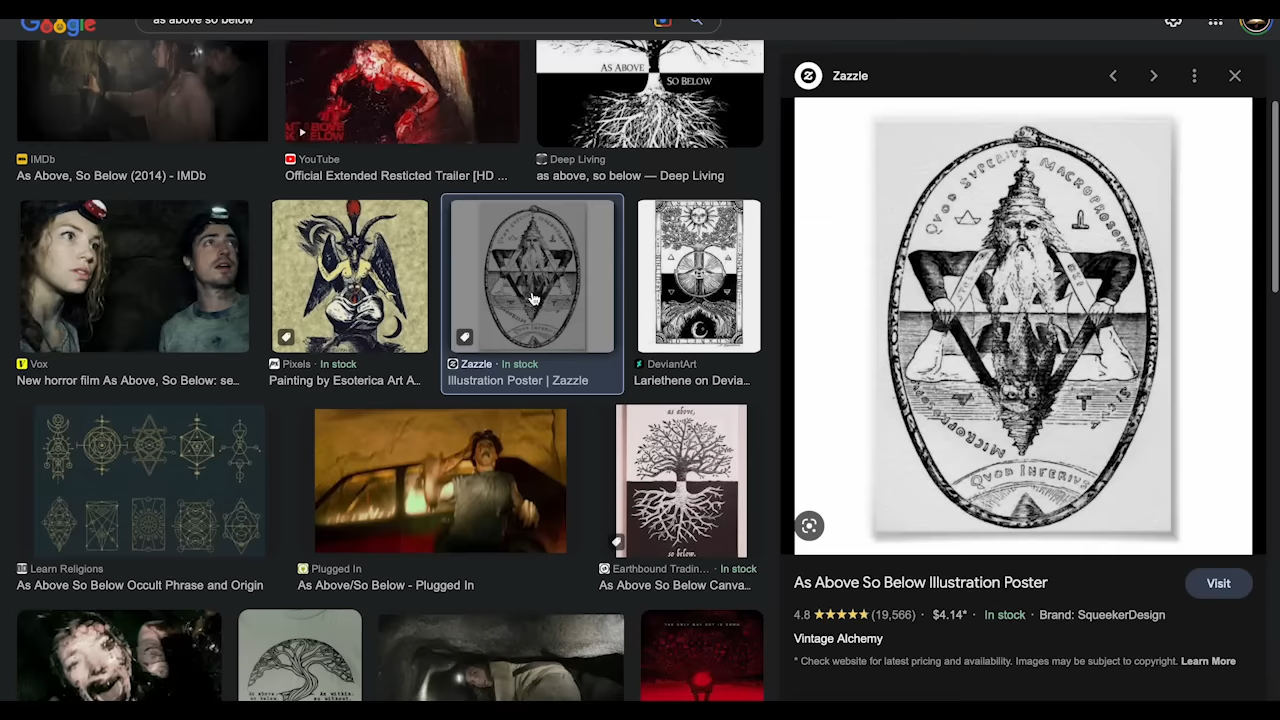 Google
as above so below
AS ABOVE
SO BELOW
IMDb
As Above, So Below (2014) - IMDb
YouTube
Official Extended Resticted Trailer [HD ...
Deep Living
as above, so below — Deep Living
Vox
New horror film As Above, So Below: se...
Pixels · In stock
Painting by Esoterica Art A...
Zazzle · In stock
Illustration Poster | Zazzle
DeviantArt
Lariethene on Devia...
as above,
so below.
Learn Religions
As Above So Below Occult Phrase and Origin
Plugged In
As Above/So Below - Plugged In
Earthbound Tradin... · In stock
As Above So Below Canva...
Zazzle
QVOD SVPERIVS MACROPROSOPVS
QVOD INFERIVS
As Above So Below Illustration Poster
Visit
4.8 ★★★★★ (19,566) · $4.14* · In stock · Brand: SqueekerDesign
Vintage Alchemy
* Check website for latest pricing and availability. Images may be subject to copyright. Learn More